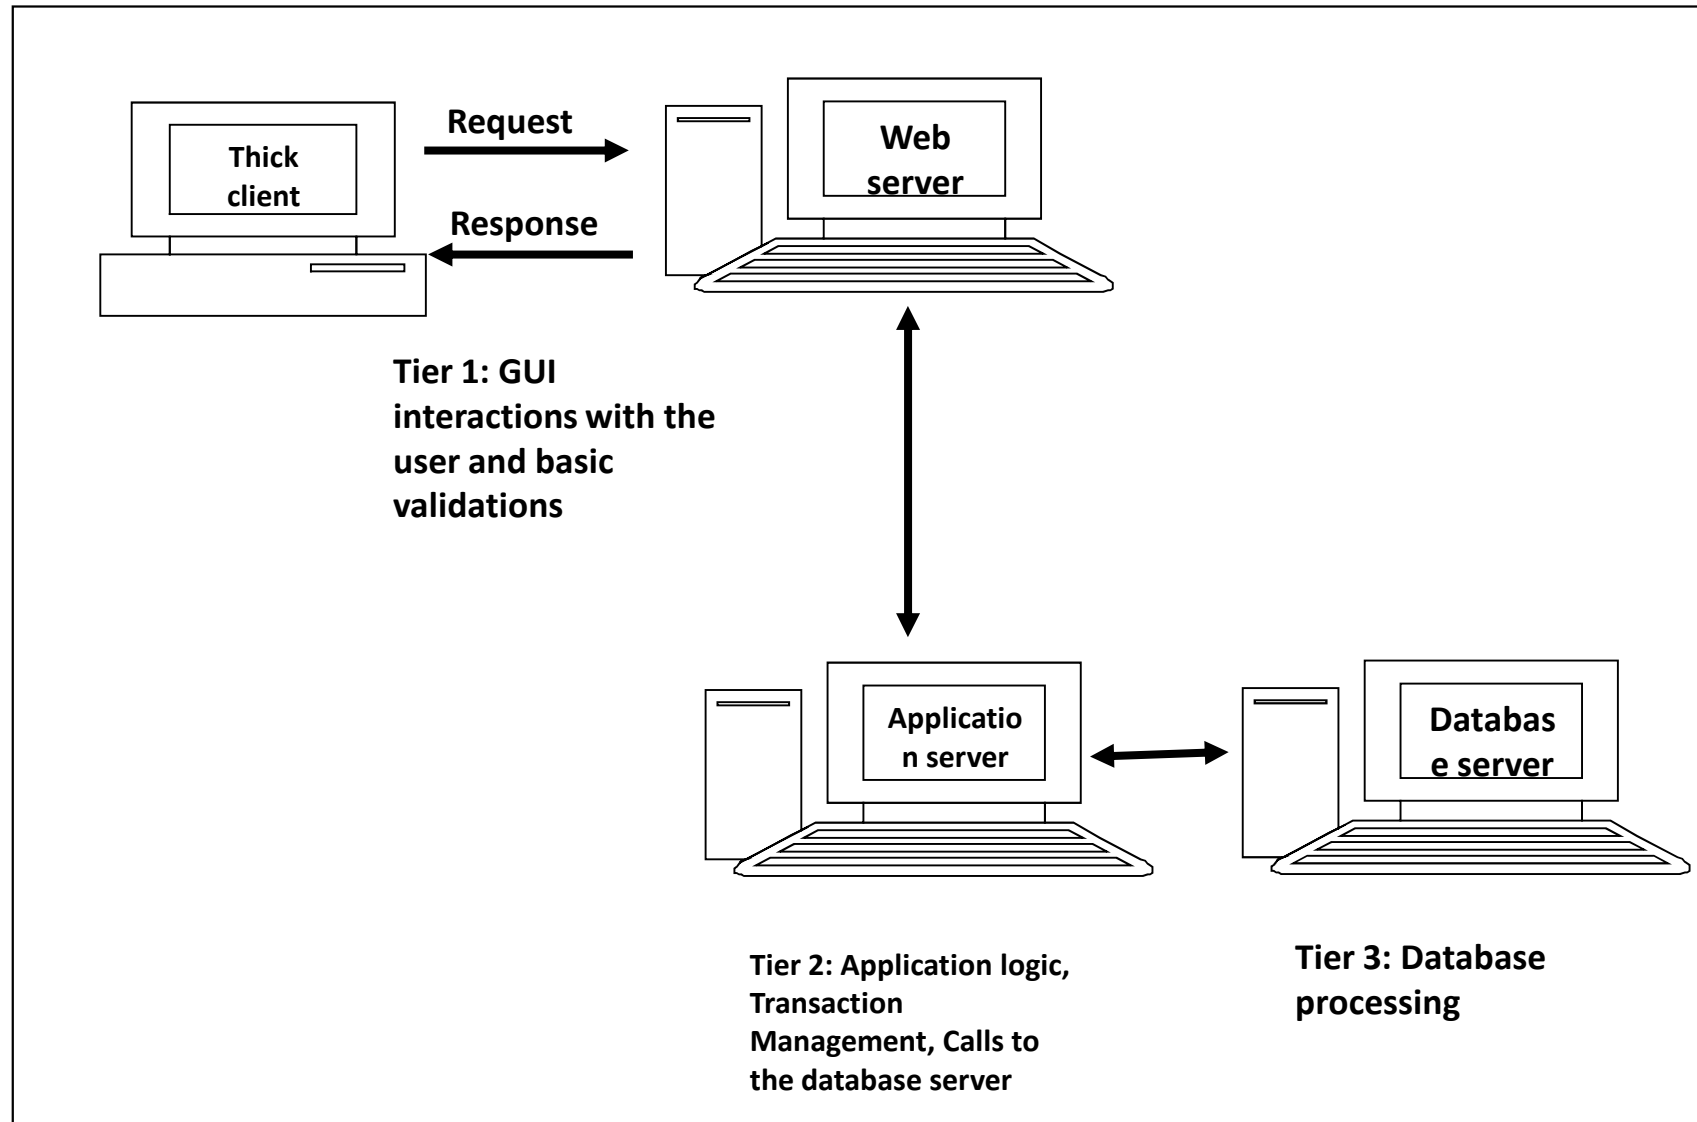 Thick
client
Request
Response
Web
server
Tier 1: GUI
interactions with the
user and basic
validations
Applicatio
n server
Databas
e server
Tier 2: Application logic,
Transaction
Management, Calls to
the database server
Tier 3: Database
processing